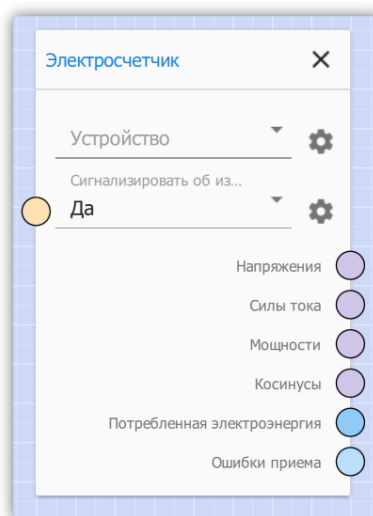 Электросчетчик
Устройство
Сигнализировать об из...
Да
Напряжения
Силы тока
Мощности
Косинусы
Потребленная электроэнергия
Ошибки приема